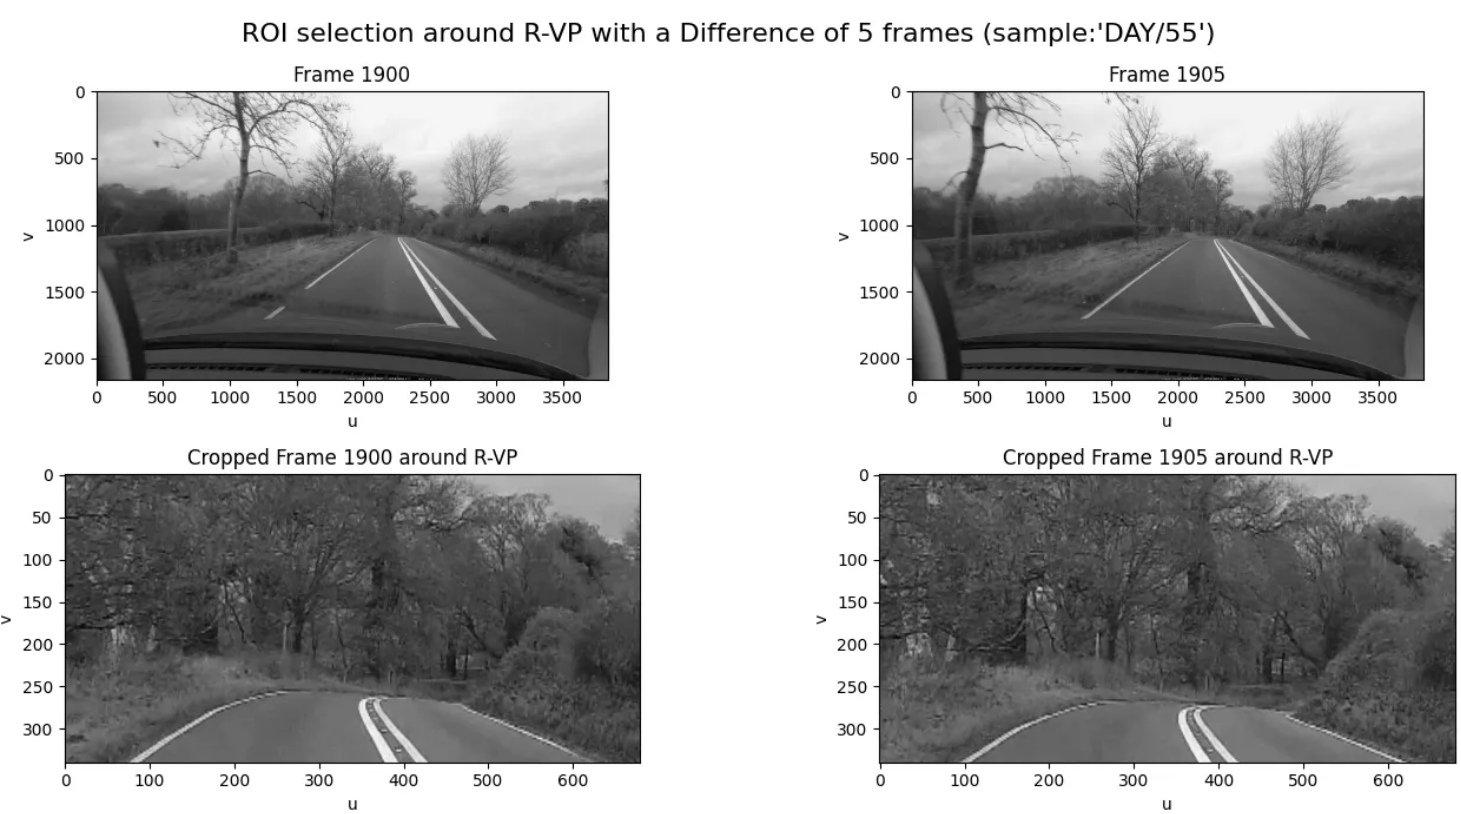 ROI selection around R-VP with a Difference of 5 frames (sample:'DAY/55')
Frame 1900
0
500
1000
1500
2000
v
0 500 1000 1500 2000 2500 3000 3500
u
Frame 1905
0
500
1000
1500
2000
v
0 500 1000 1500 2000 2500 3000 3500
u
Cropped Frame 1900 around R-VP
0
50
100
150
200
250
300
v
0 100 200 300 400 500 600
u
Cropped Frame 1905 around R-VP
0
50
100
150
200
250
300
v
0 100 200 300 400 500 600
u